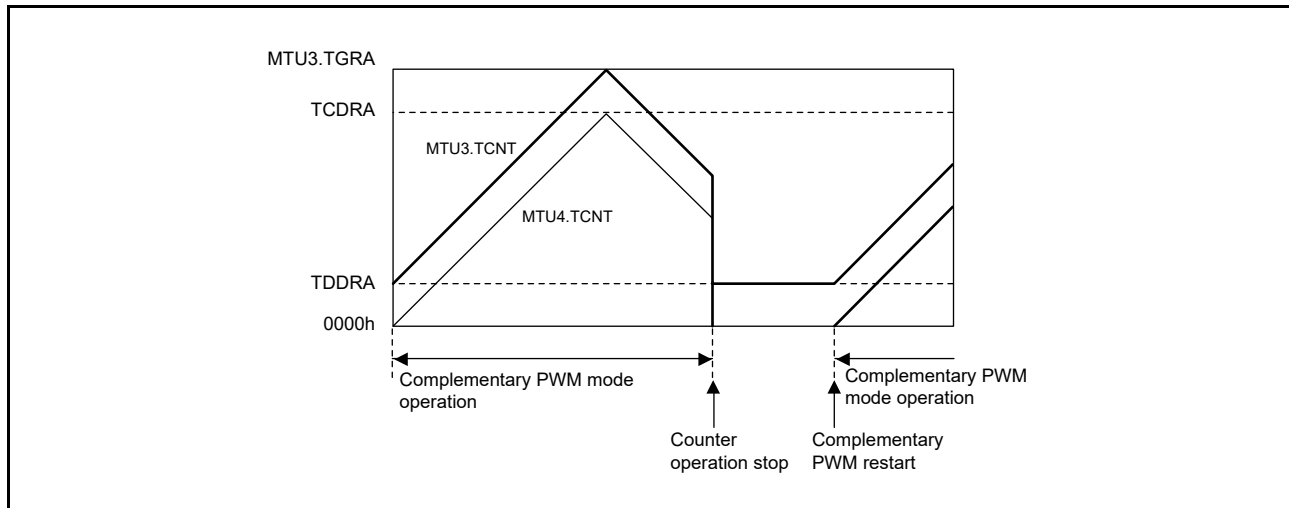 MTU3.TGRA
TCDRA
MTU3.TCNT
MTU4.TCNT
TDDRA
0000h
Complementary PWM mode
operation
Complementary PWM
mode operation
Counter
operation stop
Complementary
PWM restart